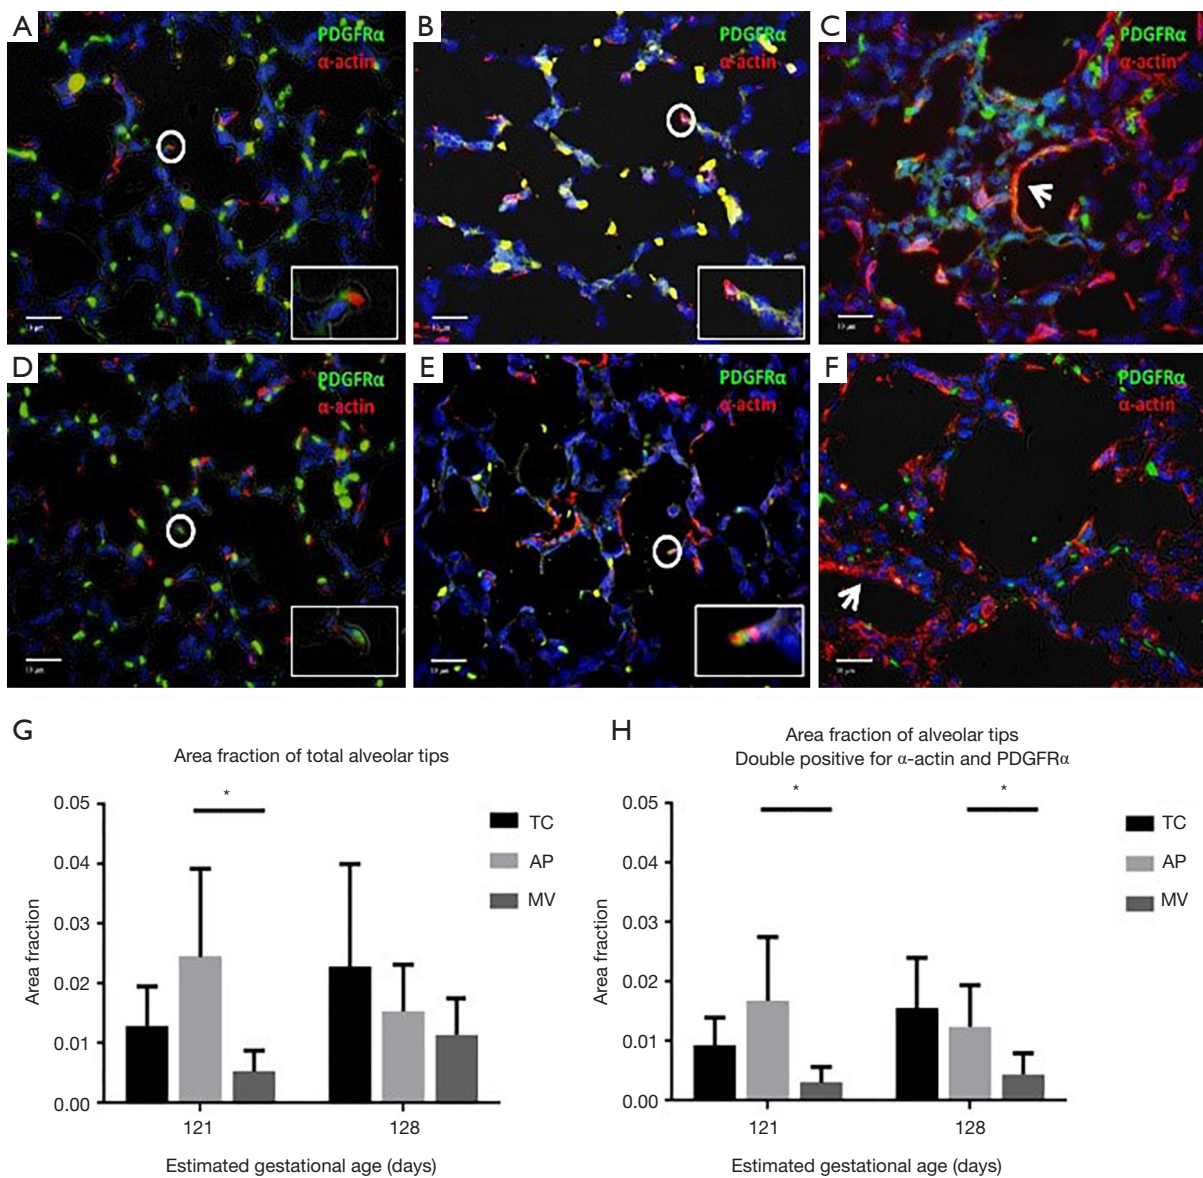 A
PDGFRα
α-actin
B
PDGFRα
α-actin
C
PDGFRα
α-actin
D
PDGFRα
α-actin
E
PDGFRα
α-actin
F
PDGFRα
α-actin
G
Area fraction of total alveolar tips
*
0.05
0.04
0.03
0.02
0.01
0.00
Area fraction
TC
AP
MV
121
128
Estimated gestational age (days)
H
Area fraction of alveolar tips
Double positive for α-actin and PDGFRα
*
*
0.05
0.04
0.03
0.02
0.01
0.00
Area fraction
TC
AP
MV
121
128
Estimated gestational age (days)